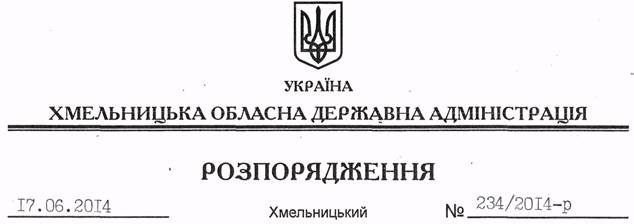 УКРАЇНА
ХМЕЛЬНИЦЬКА ОБЛАСНА ДЕРЖАВНА АДМІНІСТРАЦІЯ
РОЗПОРЯДЖЕННЯ
17.06.2014 Хмельницький № 234/2014-р